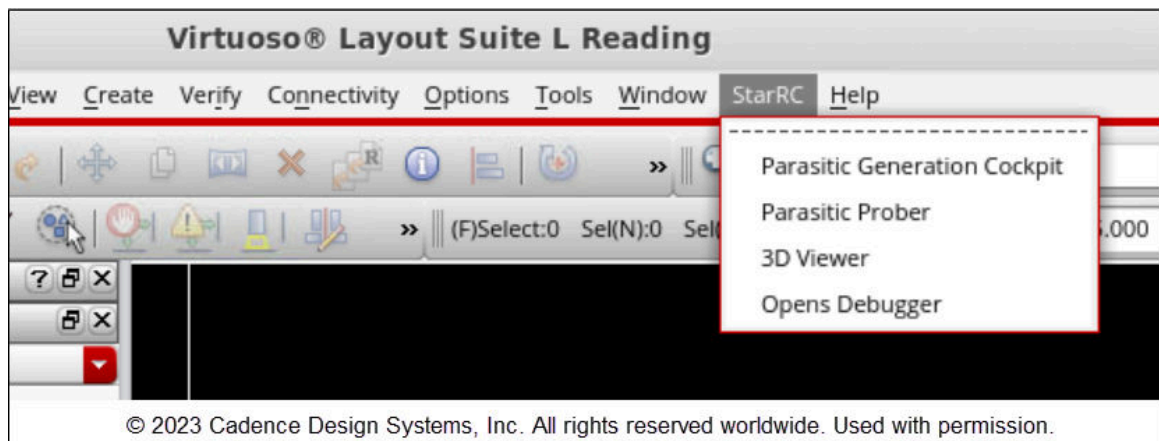 Virtuoso® Layout Suite L Reading
View Create Verify Connectivity Options Tools Window StarRC Help
R
Parasitic Generation Cockpit
» (F)Select:0 Sel(N):0 Sel
Parasitic Prober
.000
3D Viewer
Opens Debugger
© 2023 Cadence Design Systems, Inc. All rights reserved worldwide. Used with permission.